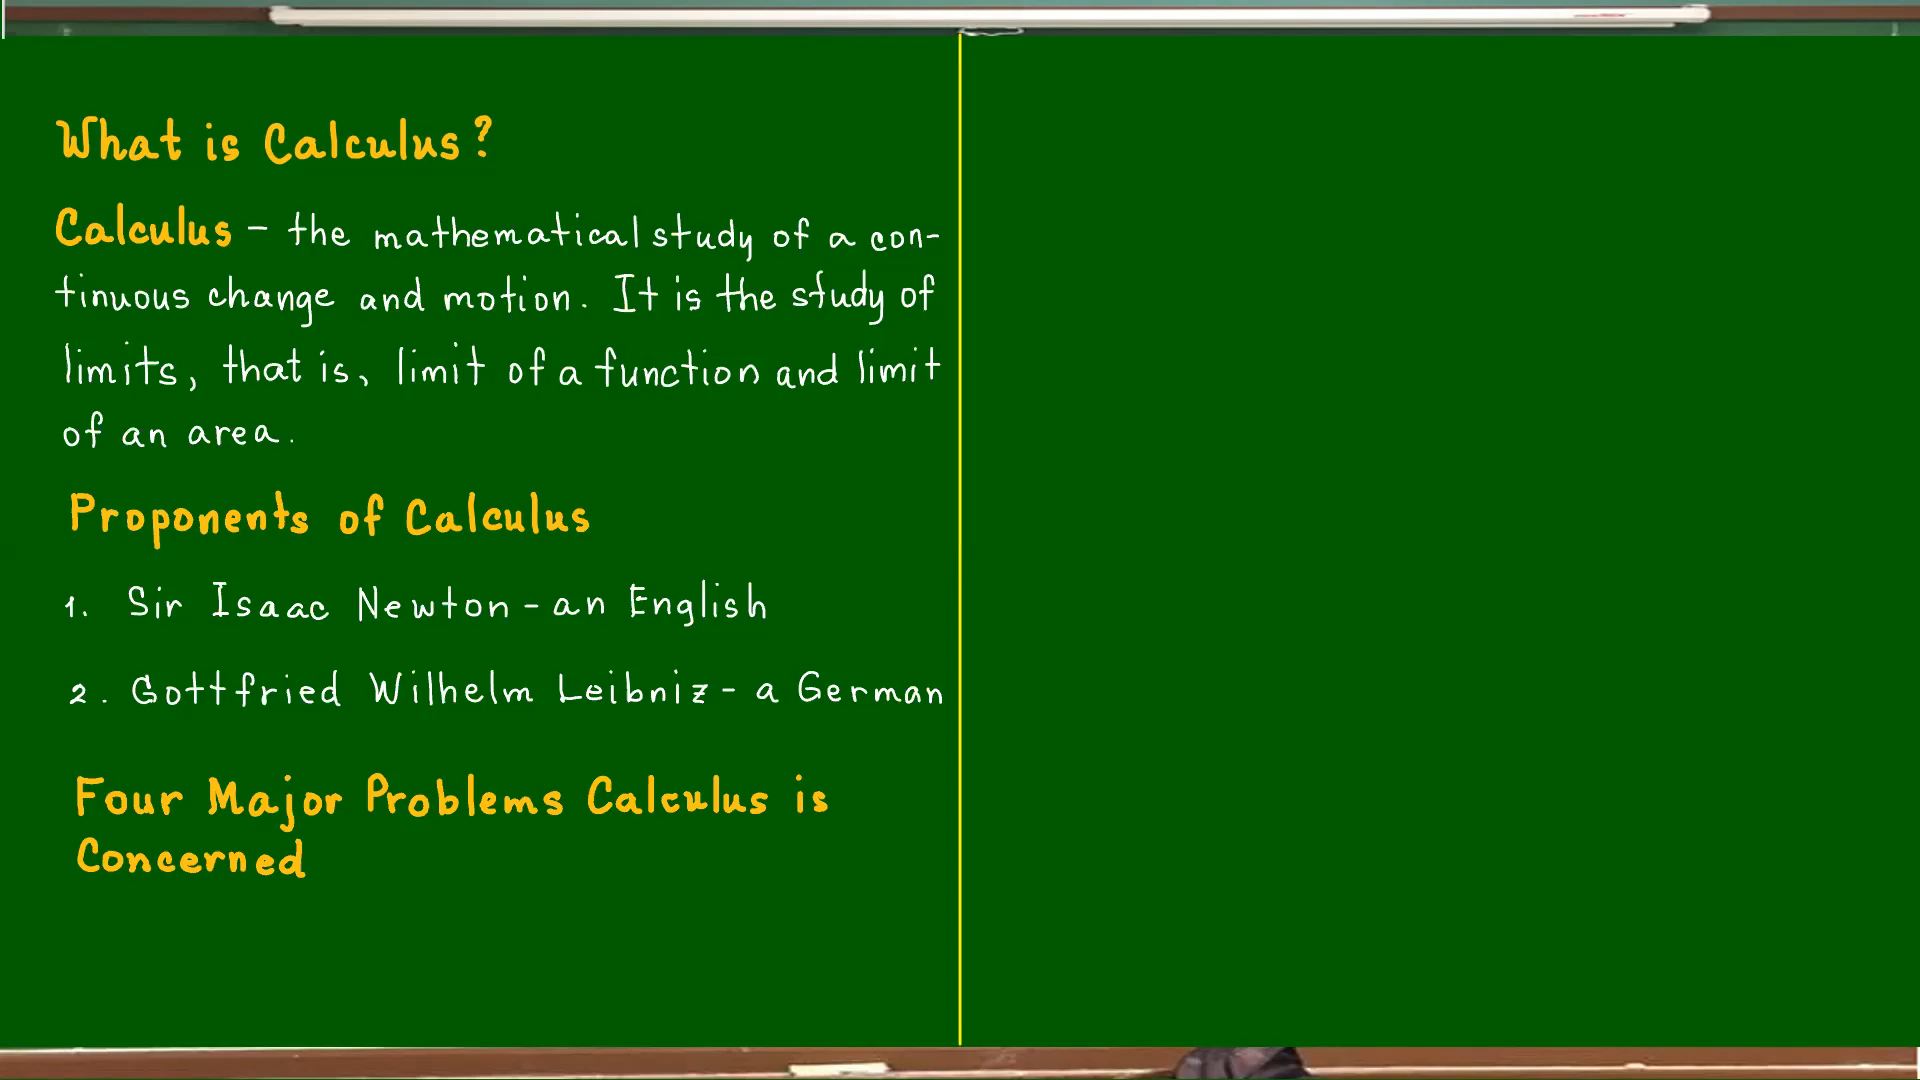 What is Calculus?
Calculus - the mathematical study of a con-
tinuous change and motion. It is the study of
limits, that is, limit of a function and limit
of an area.
Proponents of Calculus
1. Sir Isaac Newton - an English
2. Gottfried Wilhelm Leibniz - a German
Four Major Problems Calculus is
Concerned